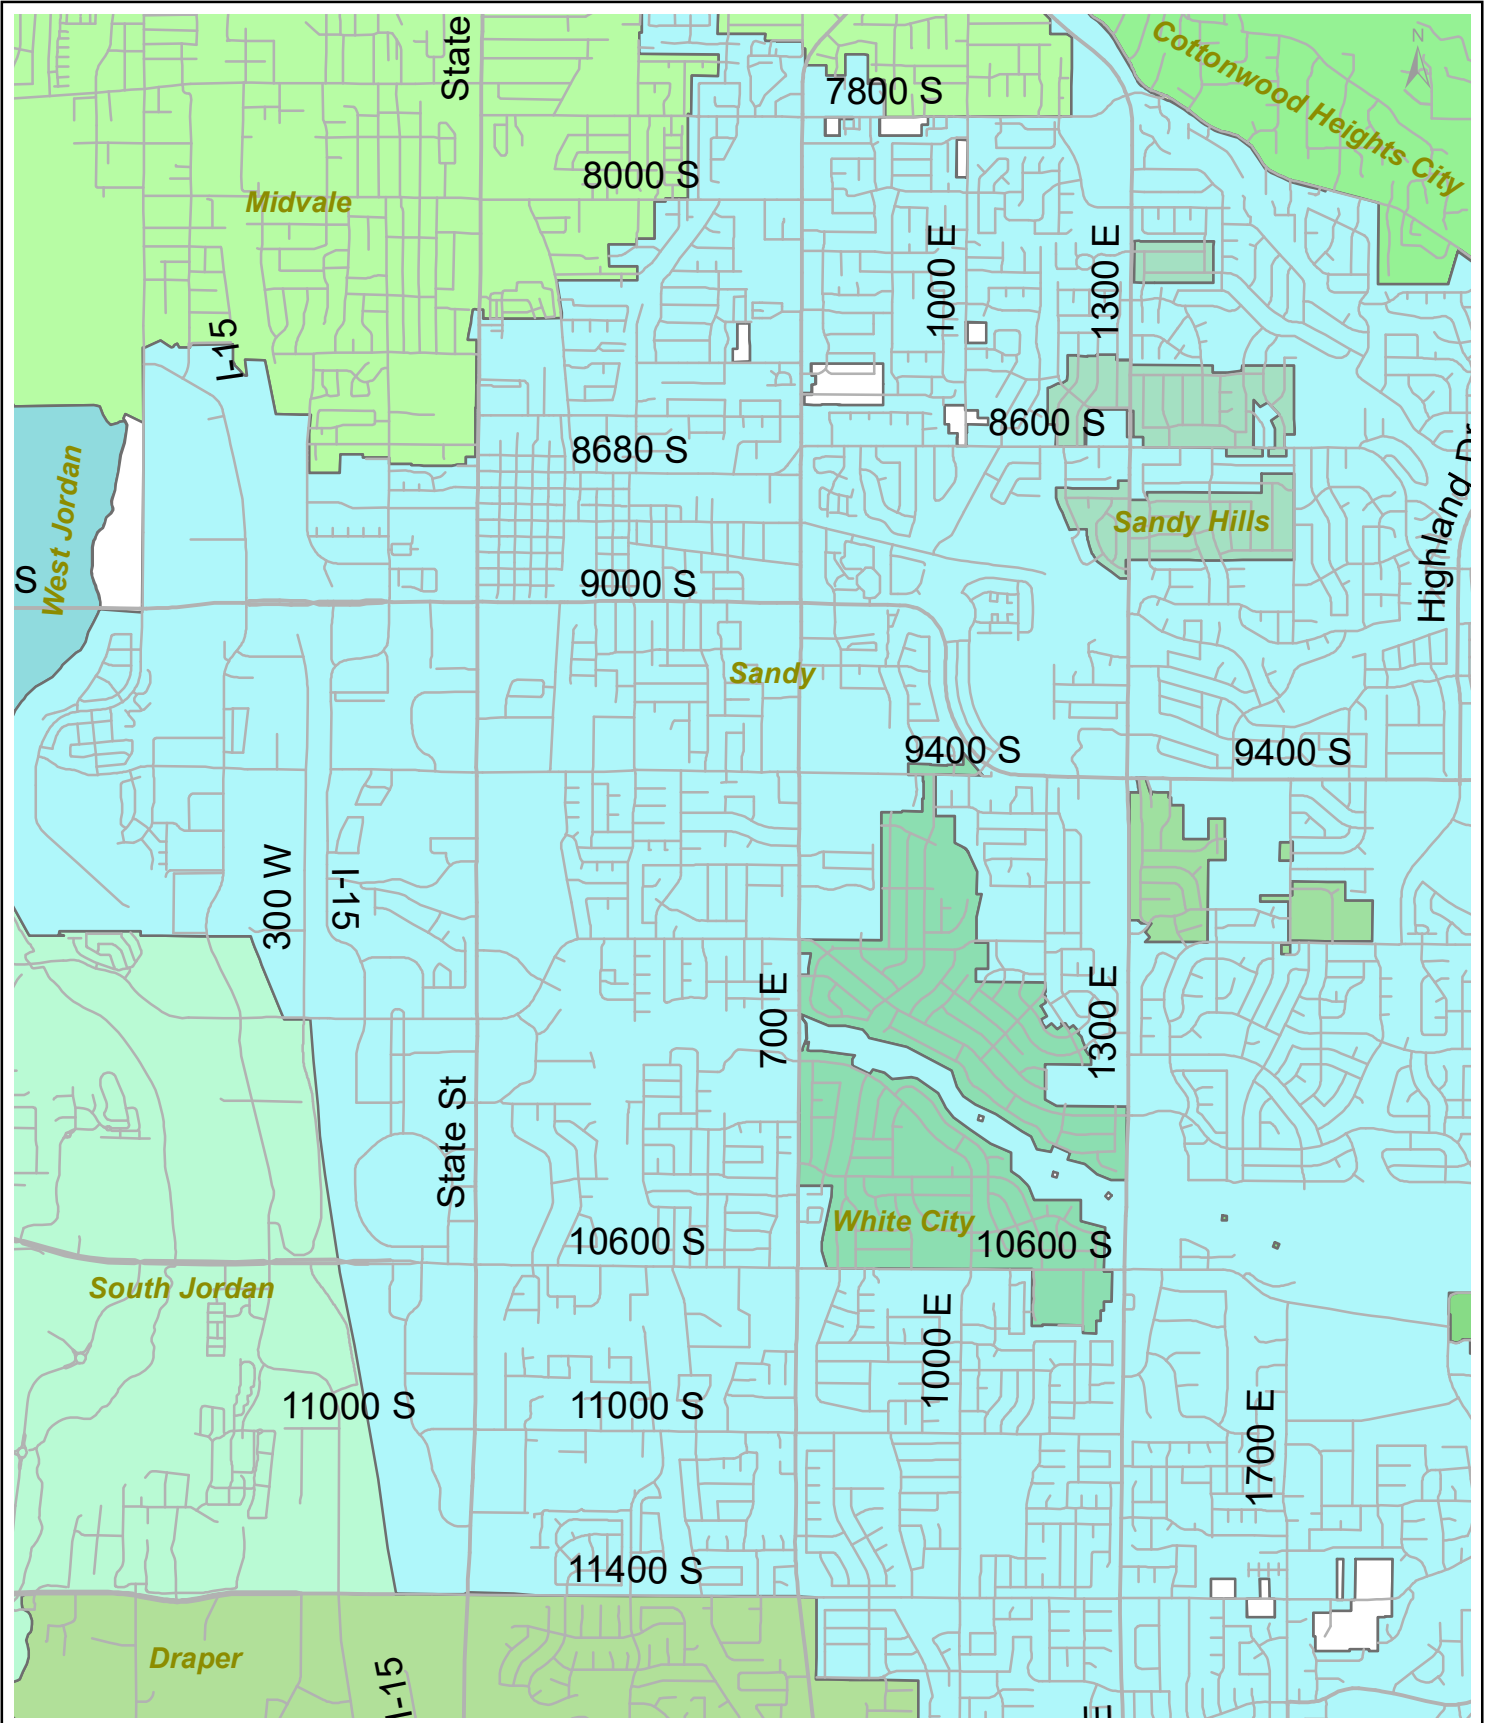 State
Cottonwood Heights City
N
7800 S
8000 S
Midvale
1000 E
1300 E
I-15
8600 S
8680 S
Highland Dr
West Jordan
Sandy Hills
S
9000 S
Sandy
9400 S
9400 S
300 W
I-15
700 E
1300 E
State St
White City
10600 S
10600 S
South Jordan
1000 E
11000 S
11000 S
1700 E
11400 S
Draper
I-15
E